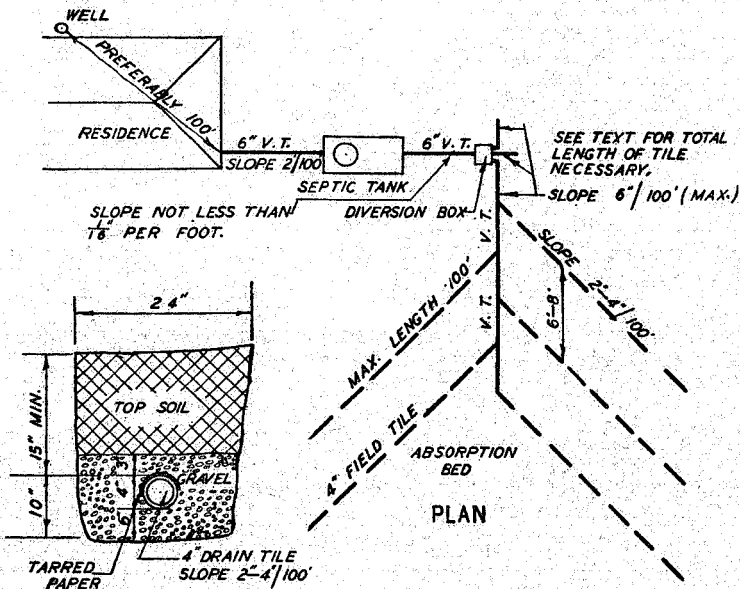 WELL
PREFERABLY 100'
RESIDENCE
6" V.T.
SLOPE 2/100
SEPTIC TANK
6" V.T.
DIVERSION BOX
SEE TEXT FOR TOTAL
LENGTH OF TILE
NECESSARY.
SLOPE 6"/100' (MAX.)
SLOPE NOT LESS THAN
1/16" PER FOOT.
V.T.
V.T.
SLOPE 2"-4"/100'
6'-8'
MAX. LENGTH 100'
4" FIELD TILE
ABSORPTION
BED
PLAN
24"
15" MIN.
10"
TOP SOIL
GRAVEL
3"
4"
6"
TARRED
PAPER
4" DRAIN TILE
SLOPE 2"-4"/100'